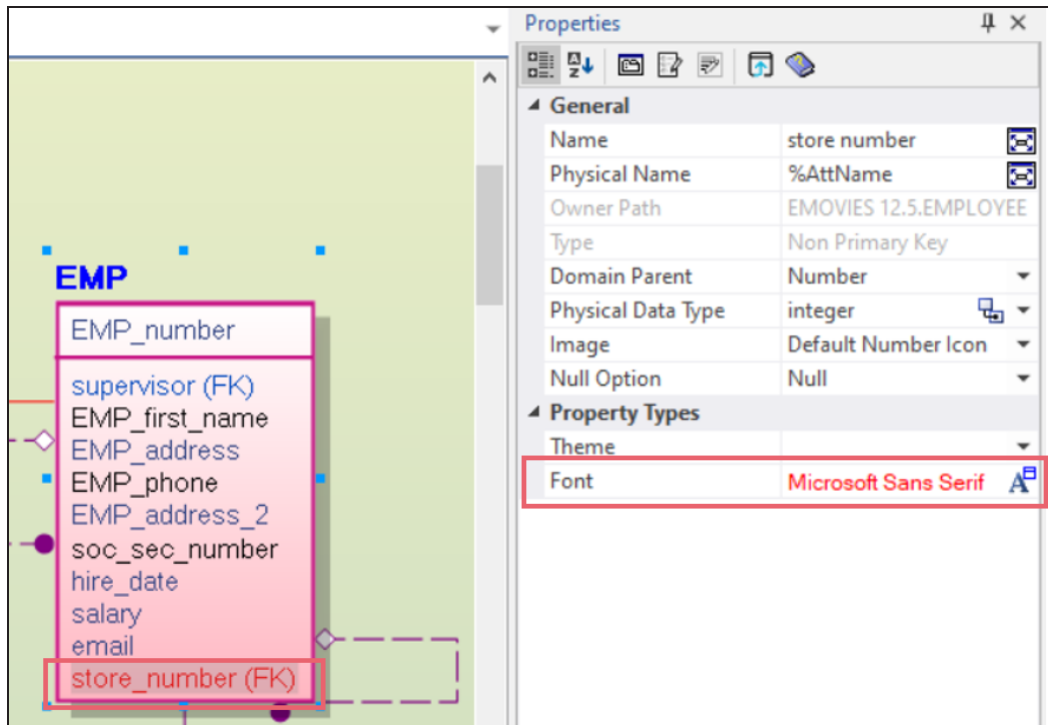 Properties
General
Name store number
Physical Name %AttName
Owner Path EMOVIES 12.5.EMPLOYEE
Type Non Primary Key
Domain Parent Number
Physical Data Type integer
Image Default Number Icon
Null Option Null
Property Types
Theme
Font Microsoft Sans Serif
EMP
EMP_number
supervisor (FK)
EMP_first_name
EMP_address
EMP_phone
EMP_address_2
soc_sec_number
hire_date
salary
email
store_number (FK)